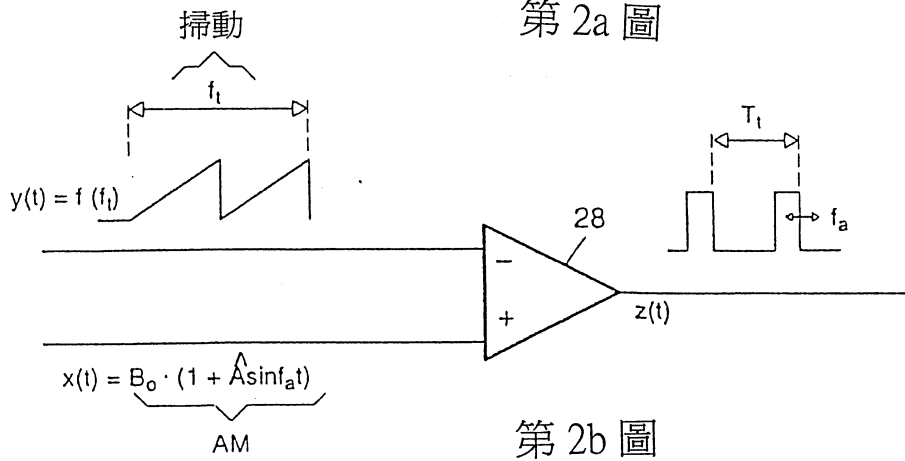 第 2a 圖
掃動
f_t
T_t
y(t) = f (f_t)
28
f_a
−
+
z(t)
x(t) = B_o · (1 + Âsinf_at)
AM
第 2b 圖